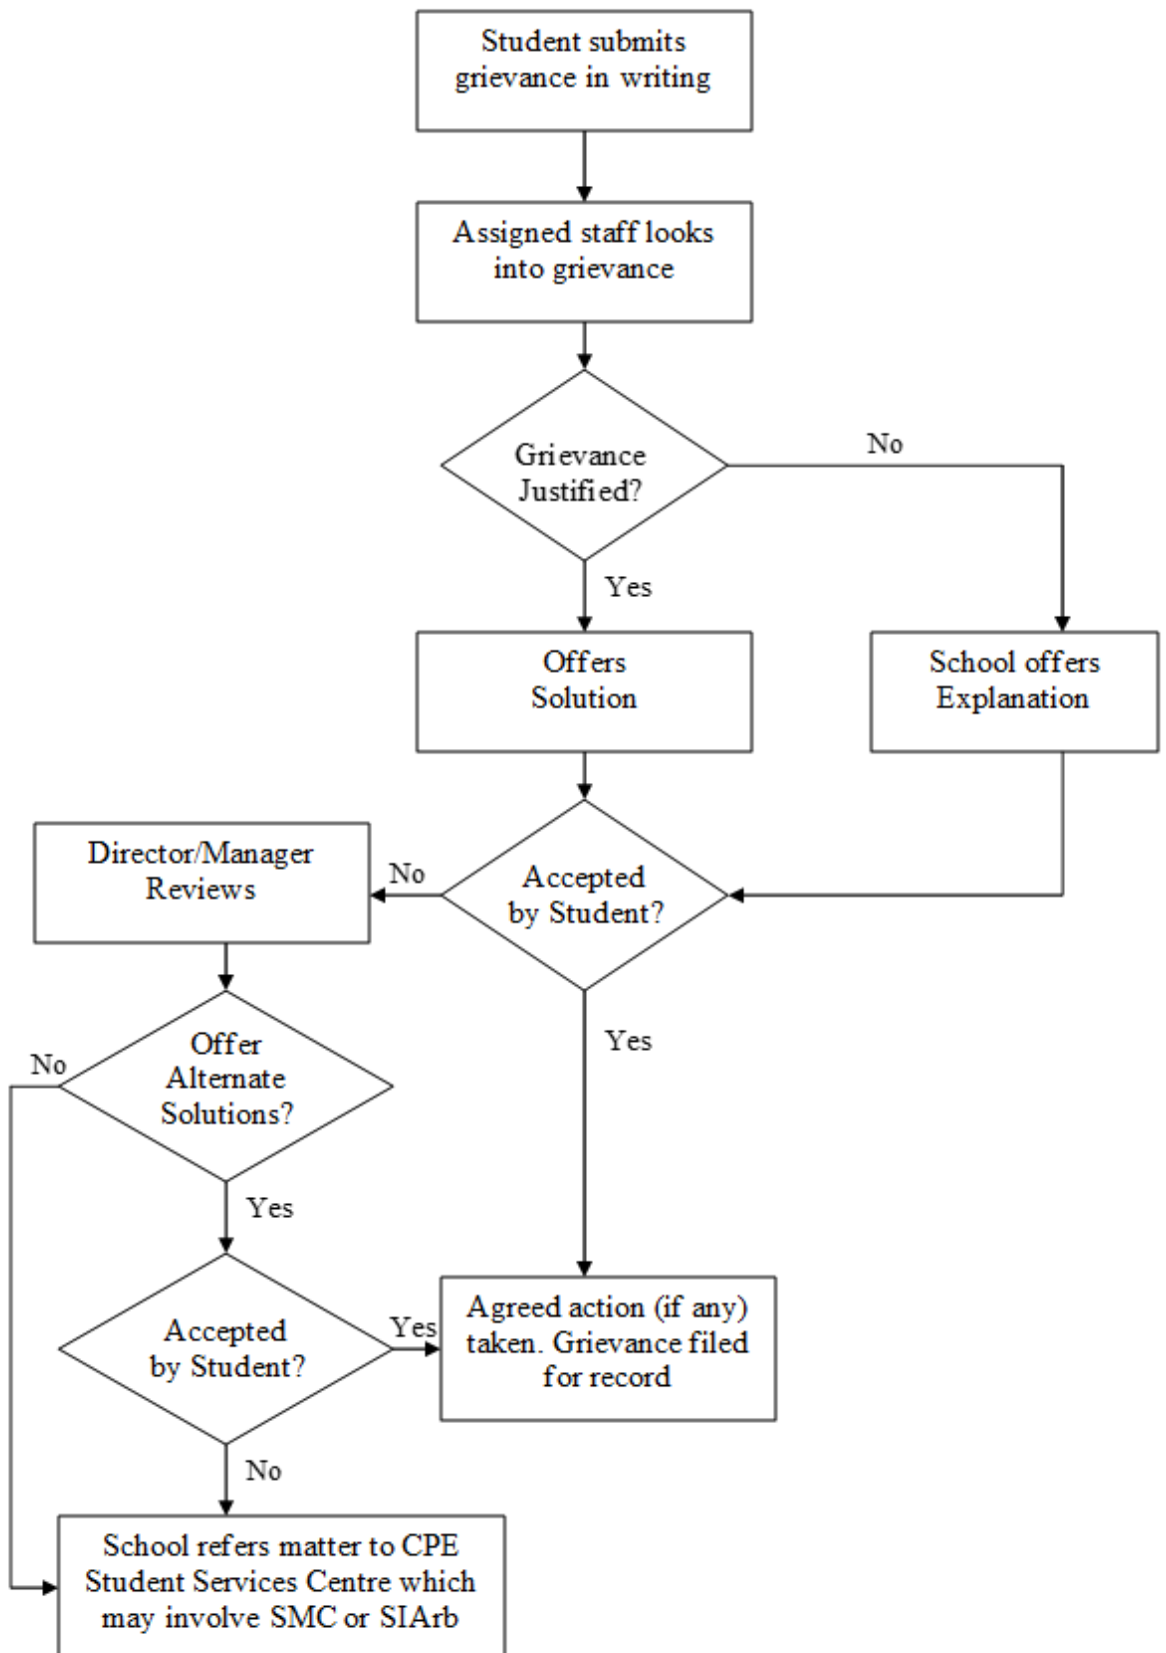 Student submits
grievance in writing
Assigned staff looks
into grievance
Grievance
Justified?
No
Yes
Offers
Solution
School offers
Explanation
Director/Manager
Reviews
No
Accepted
by Student?
Yes
Offer
Alternate
Solutions?
No
Yes
Accepted
by Student?
Yes
Agreed action (if any)
taken. Grievance filed
for record
No
School refers matter to CPE
Student Services Centre which
may involve SMC or SIArb